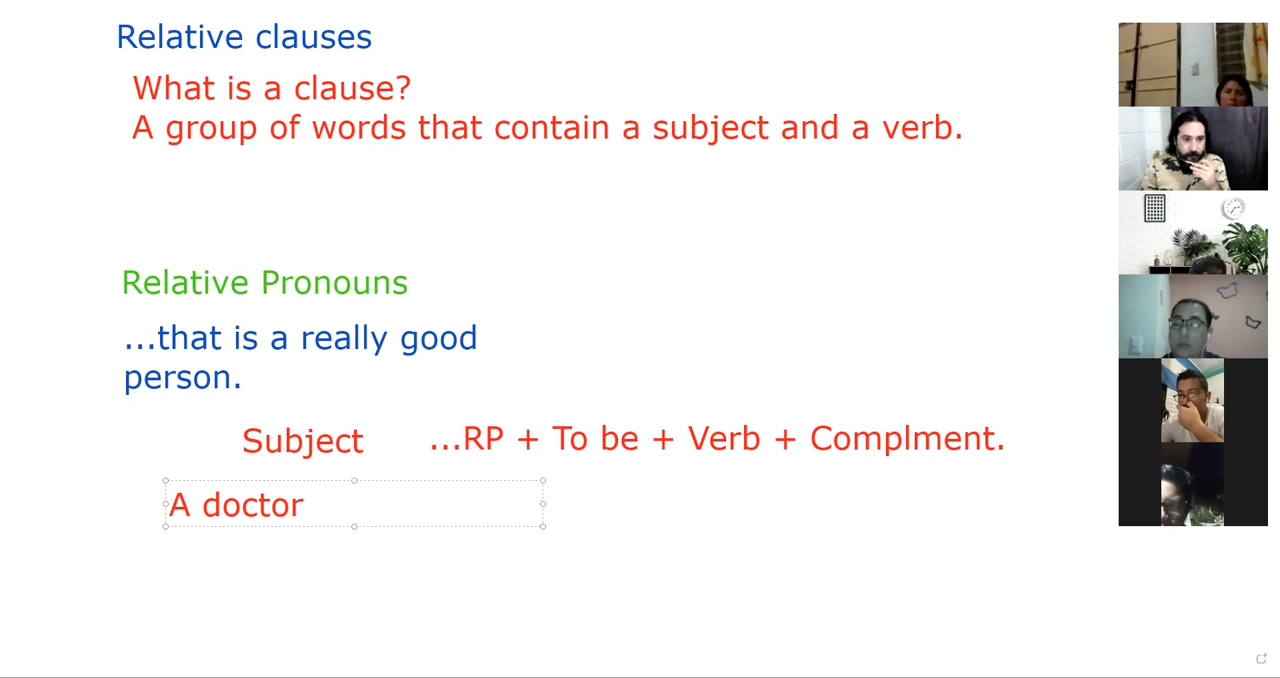 Relative clauses
What is a clause?
A group of words that contain a subject and a verb.
Relative Pronouns
...that is a really good
person.
Subject ...RP + To be + Verb + Complment.
A doctor